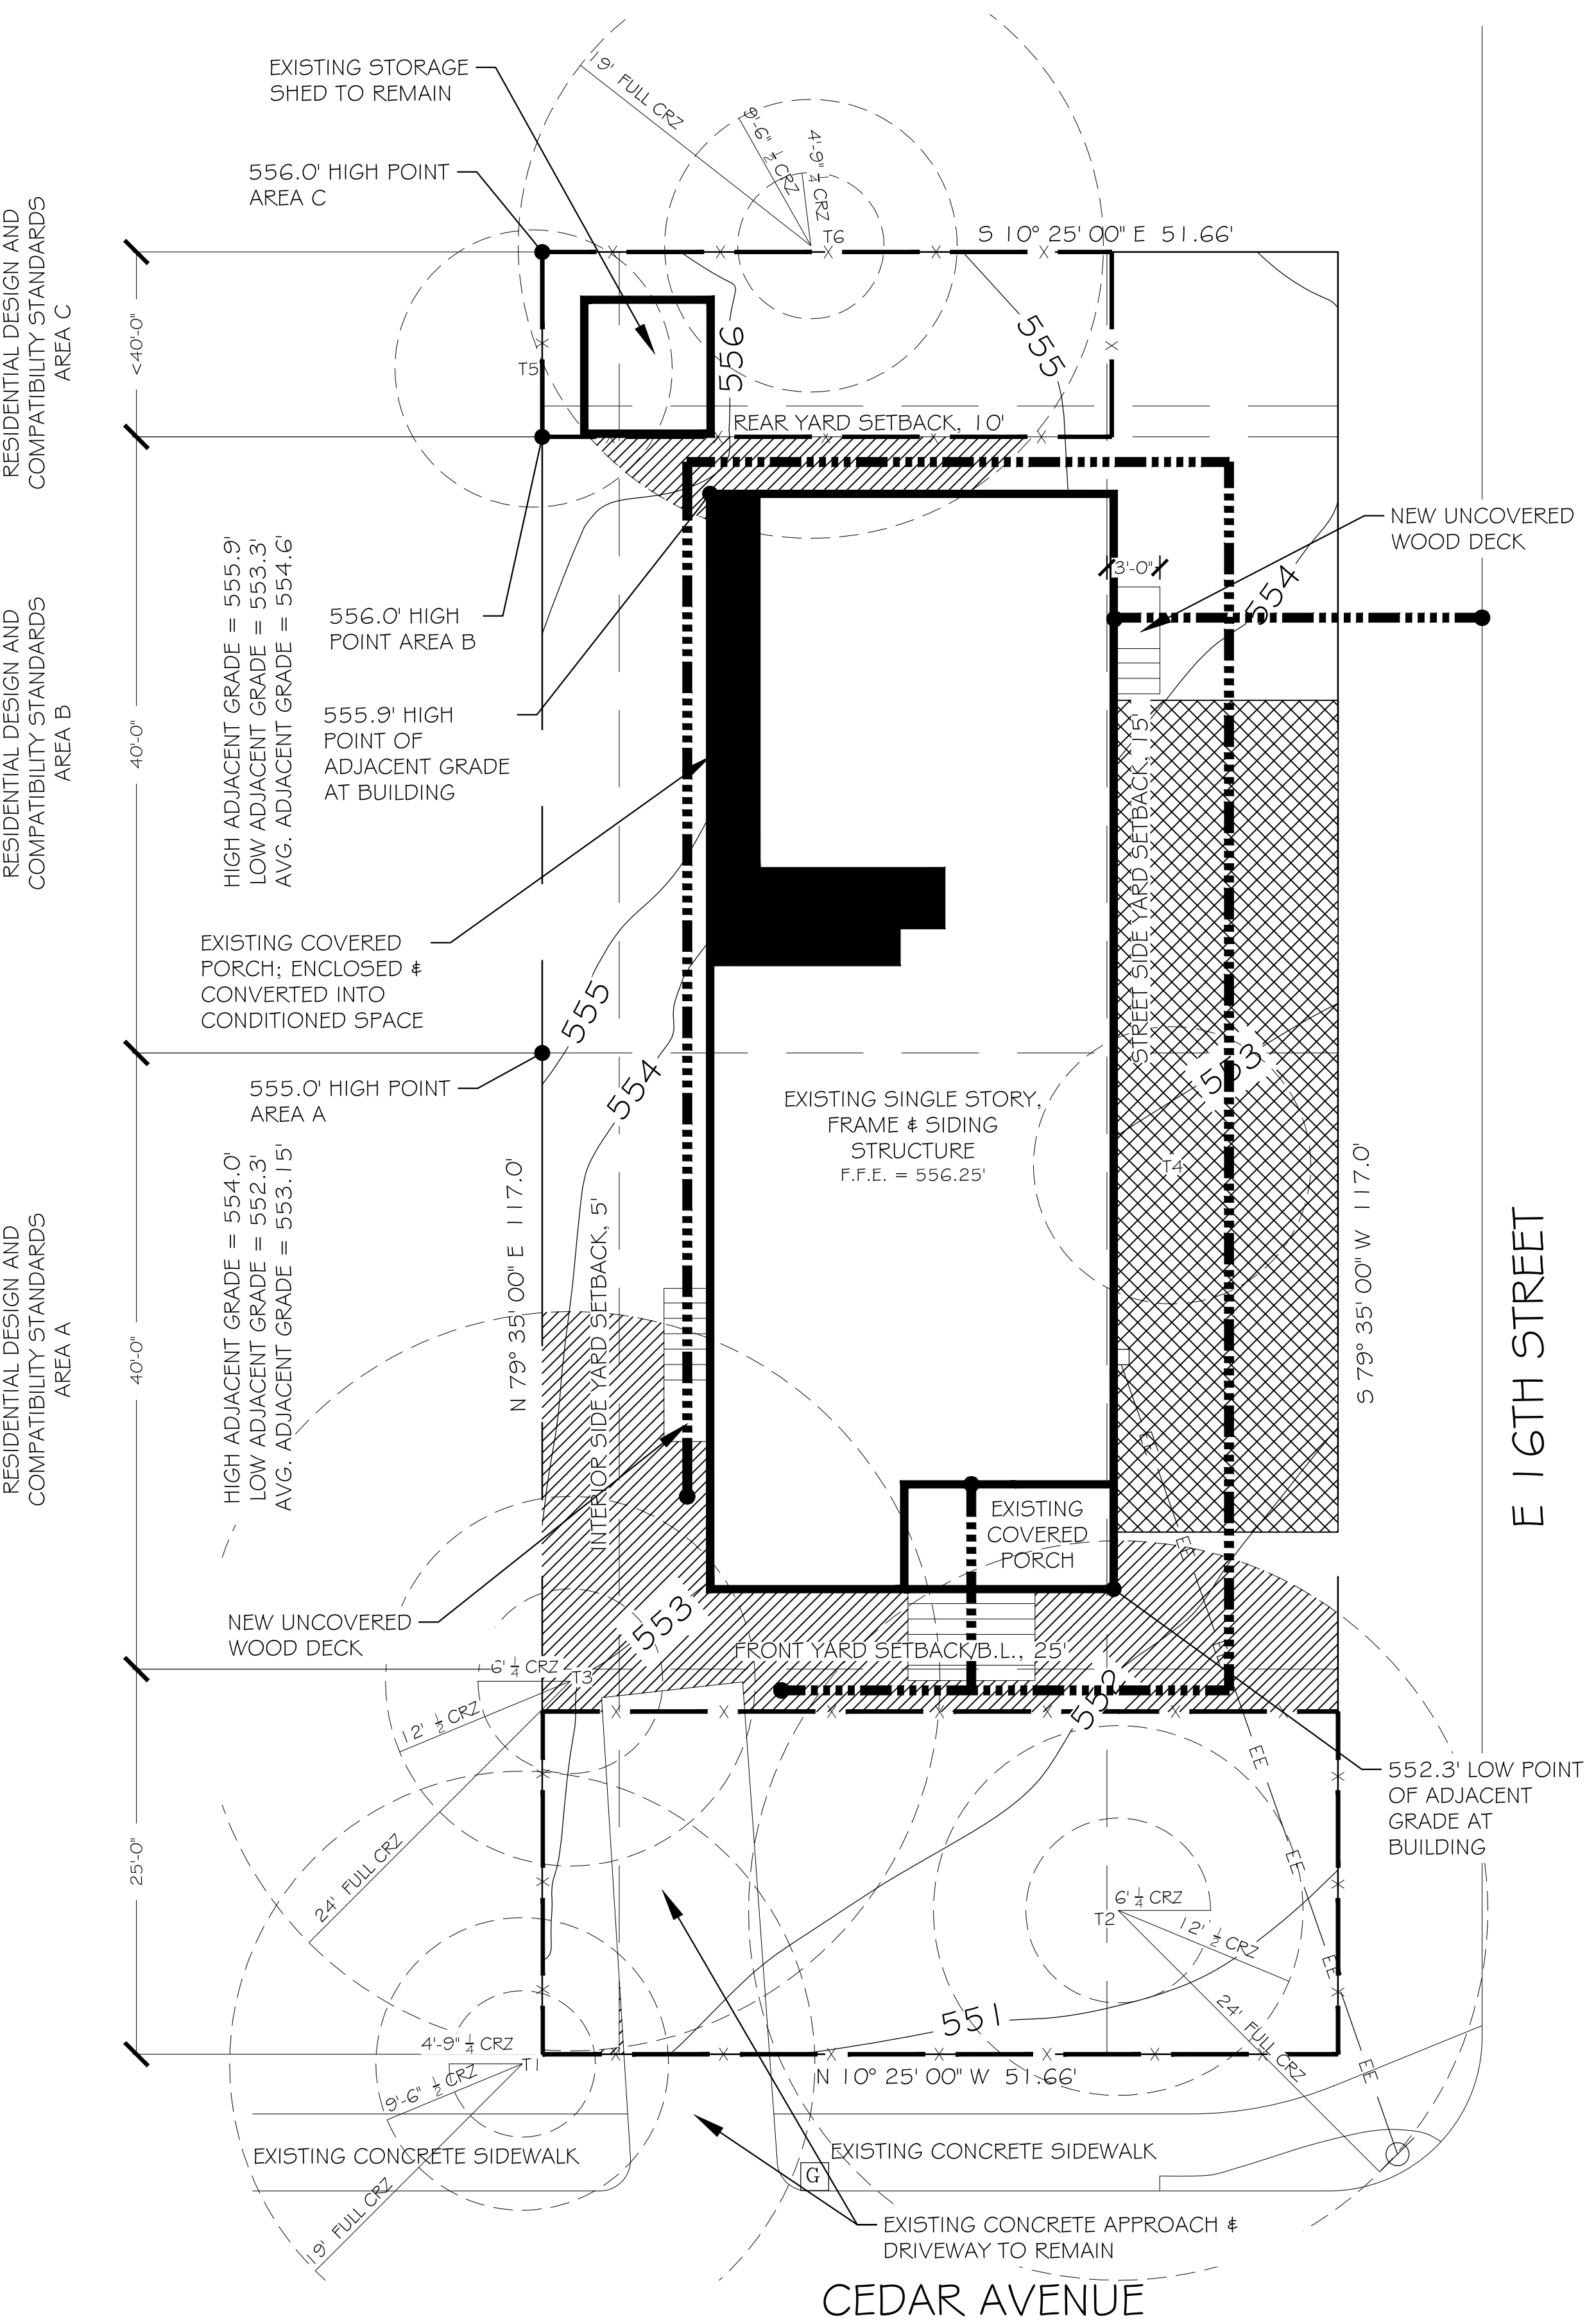 EXISTING STORAGE
SHED TO REMAIN
19' FULL CRZ
9'-6" ½ CRZ
4'-9" ¼ CRZ
T6
556.0' HIGH POINT
AREA C
S 10° 25' 00" E 51.66'
RESIDENTIAL DESIGN AND
COMPATIBILITY STANDARDS
AREA C
<40'-0"
T5
556
555
REAR YARD SETBACK, 10'
NEW UNCOVERED
WOOD DECK
3'-0"
554
HIGH ADJACENT GRADE = 555.9'
LOW ADJACENT GRADE = 553.3'
AVG. ADJACENT GRADE = 554.6'
556.0' HIGH
POINT AREA B
RESIDENTIAL DESIGN AND
COMPATIBILITY STANDARDS
AREA B
40'-0"
555.9' HIGH
POINT OF
ADJACENT GRADE
AT BUILDING
STREET SIDE YARD SETBACK, 15'
EXISTING COVERED
PORCH; ENCLOSED &
CONVERTED INTO
CONDITIONED SPACE
555
554
553
555.0' HIGH POINT
AREA A
EXISTING SINGLE STORY,
FRAME & SIDING
STRUCTURE
F.F.E. = 556.25'
T4
HIGH ADJACENT GRADE = 554.0'
LOW ADJACENT GRADE = 552.3'
AVG. ADJACENT GRADE = 553.15'
N 79° 35' 00" E 117.0'
S 79° 35' 00" W 117.0'
INTERIOR SIDE YARD SETBACK, 5'
RESIDENTIAL DESIGN AND
COMPATIBILITY STANDARDS
AREA A
40'-0"
E 16TH STREET
EE
EXISTING
COVERED
PORCH
EE
NEW UNCOVERED
WOOD DECK
553
FRONT YARD SETBACK/B.L., 25'
EE
6' ¼ CRZ
T3
12' ½ CRZ
552
EE
552.3' LOW POINT
OF ADJACENT
GRADE AT
BUILDING
25'-0"
24' FULL CRZ
EE
6' ¼ CRZ
T2
12' ½ CRZ
EE
24' FULL CRZ
551
4'-9" ¼ CRZ
T1
9'-6" ½ CRZ
N 10° 25' 00" W 51.66'
EE
EXISTING CONCRETE SIDEWALK
EXISTING CONCRETE SIDEWALK
G
19' FULL CRZ
EXISTING CONCRETE APPROACH &
DRIVEWAY TO REMAIN
CEDAR AVENUE